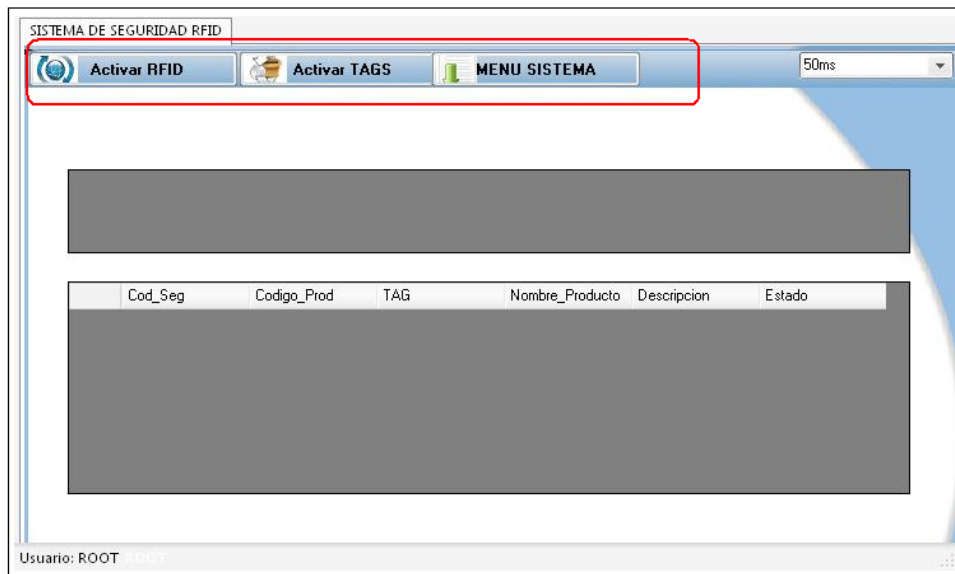 SISTEMA DE SEGURIDAD RFID
Activar RFID Activar TAGS MENU SISTEMA 50ms
Cod_Seg Codigo_Prod TAG Nombre_Producto Descripcion Estado
Usuario: ROOT ROOT